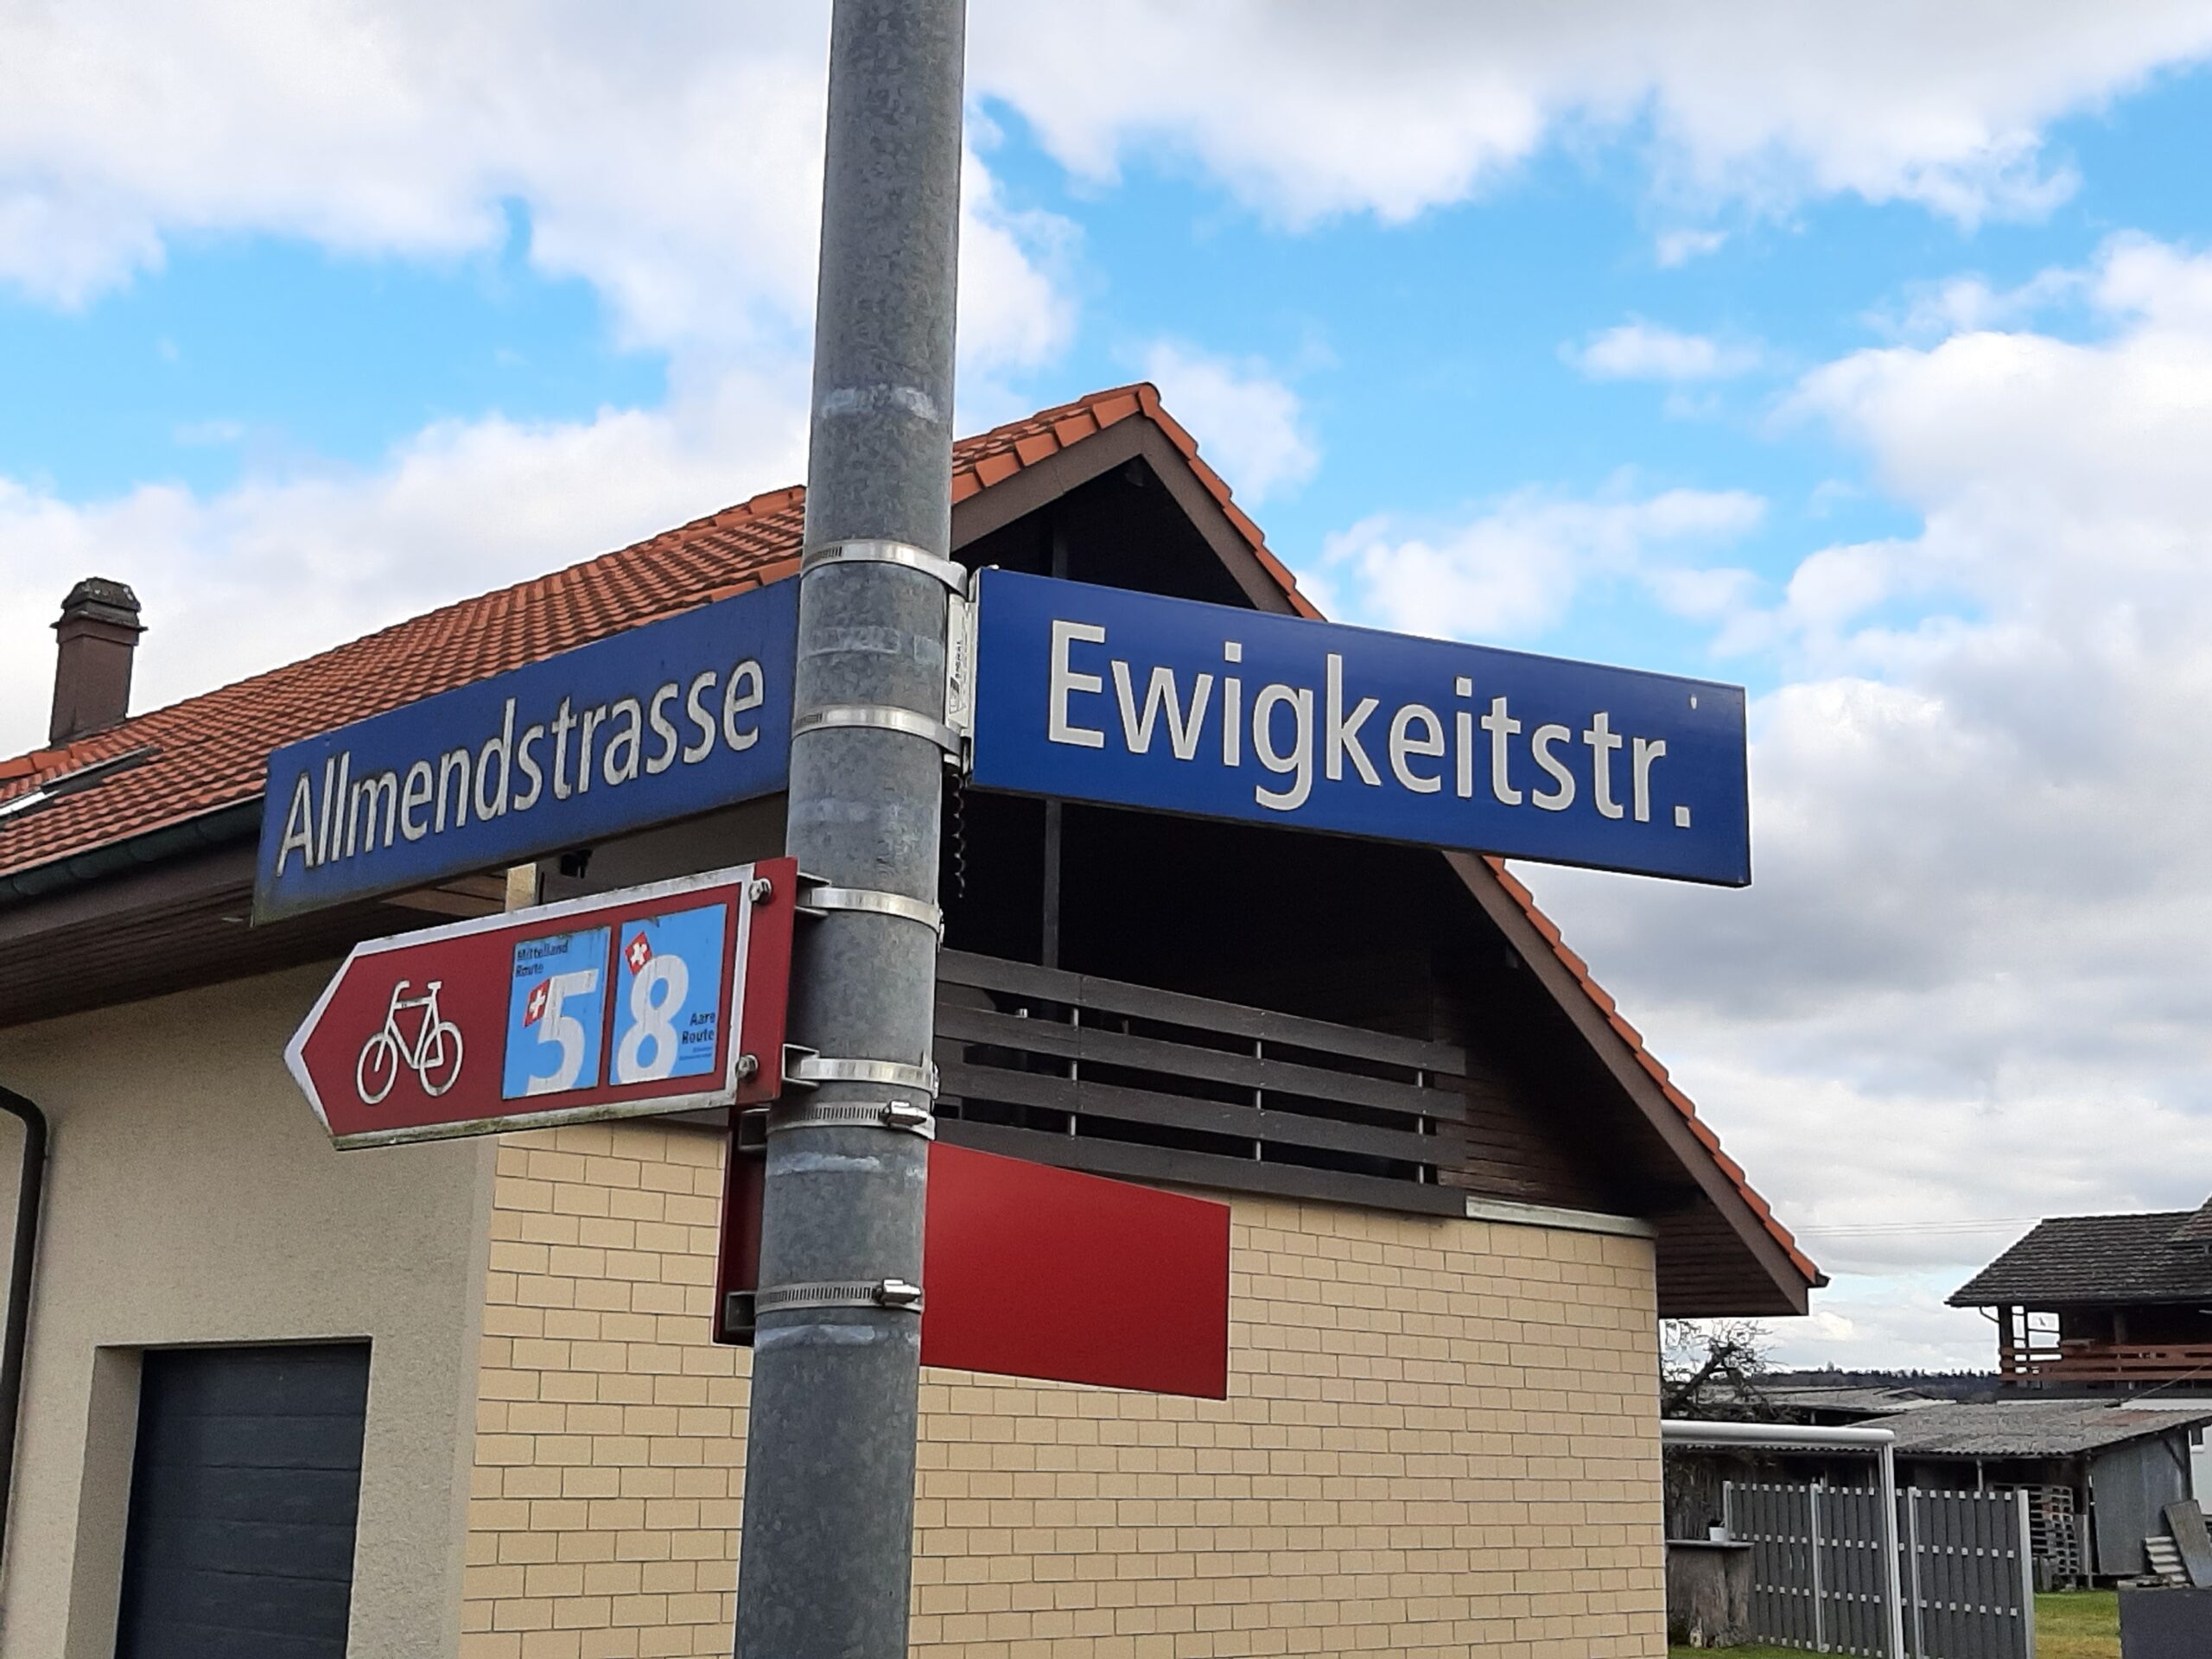 Allmendstrasse
Ewigkeitstr.
Mittelland
Route
5
8
Aare
Route